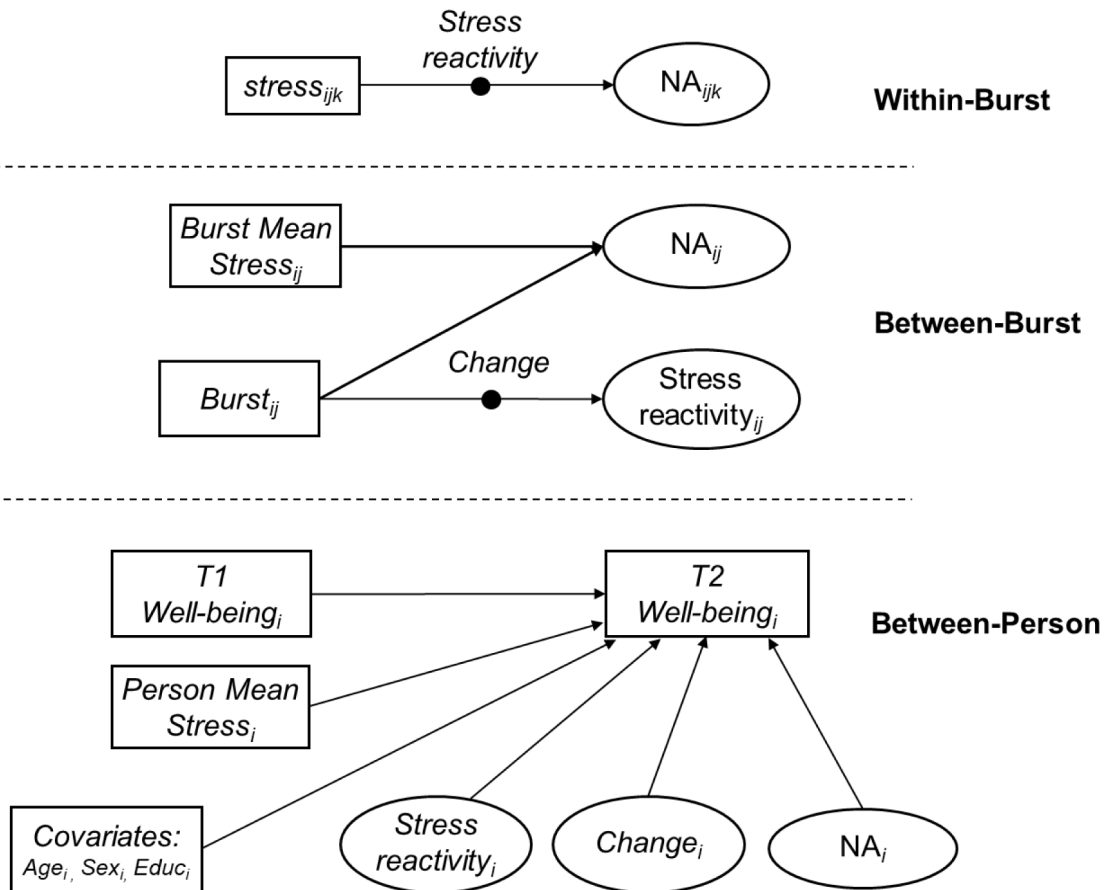 Stress
reactivity
stress_ijk
NA_ijk
Within-Burst
Burst Mean
Stress_ij
NA_ij
Between-Burst
Change
Burst_ij
Stress
reactivity_ij
T1
Well-being_i
T2
Well-being_i
Between-Person
Person Mean
Stress_i
Covariates:
Age_i, Sex_i, Educ_i
Stress
reactivity_i
Change_i
NA_i